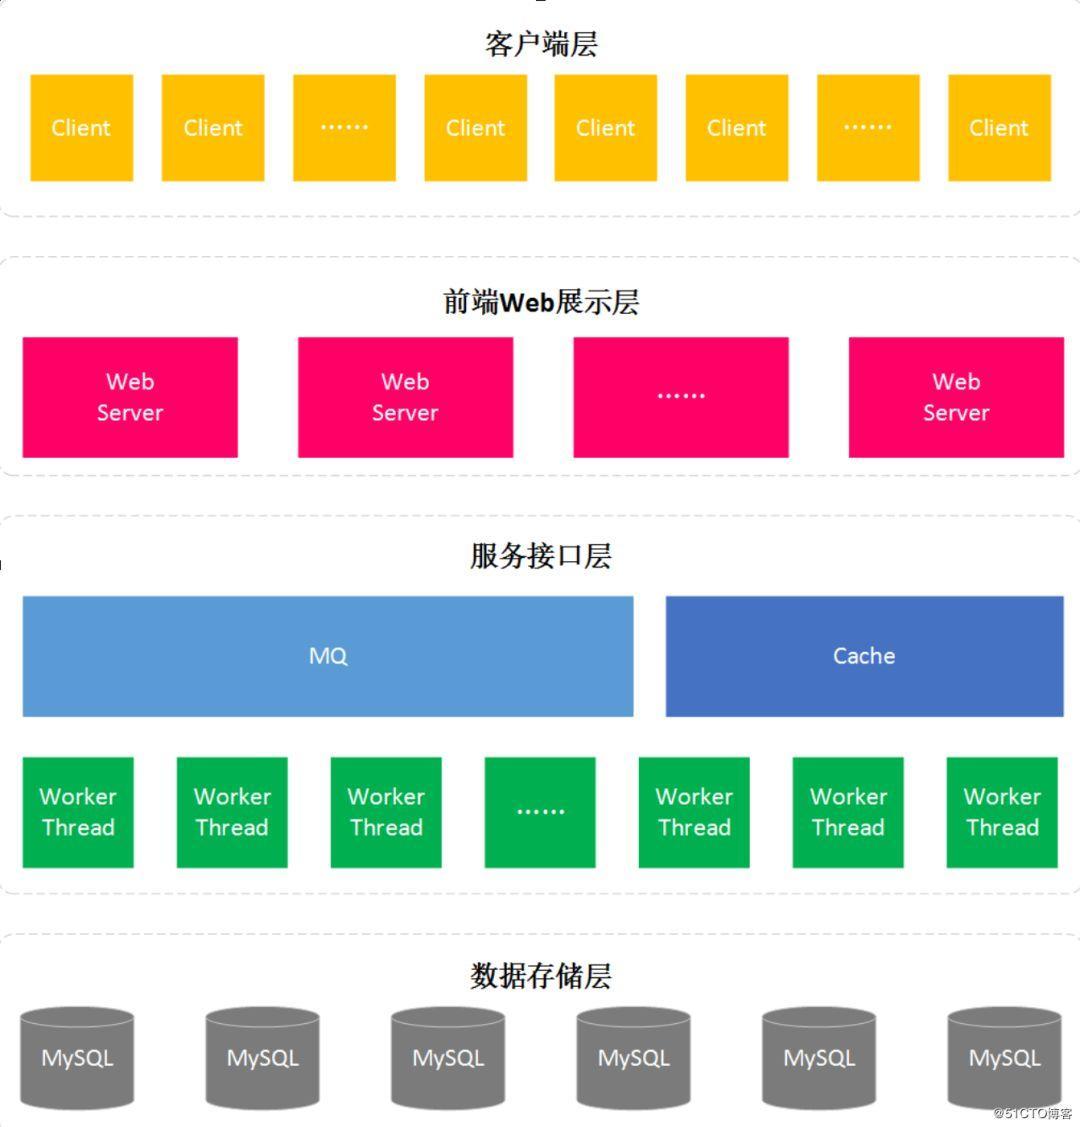 客户端层
Client Client …… Client Client Client …… Client
前端Web展示层
Web Server Web Server …… Web Server
服务接口层
MQ Cache
Worker Thread Worker Thread Worker Thread …… Worker Thread Worker Thread Worker Thread
数据存储层
MySQL MySQL MySQL MySQL MySQL MySQL
@51CTO博客